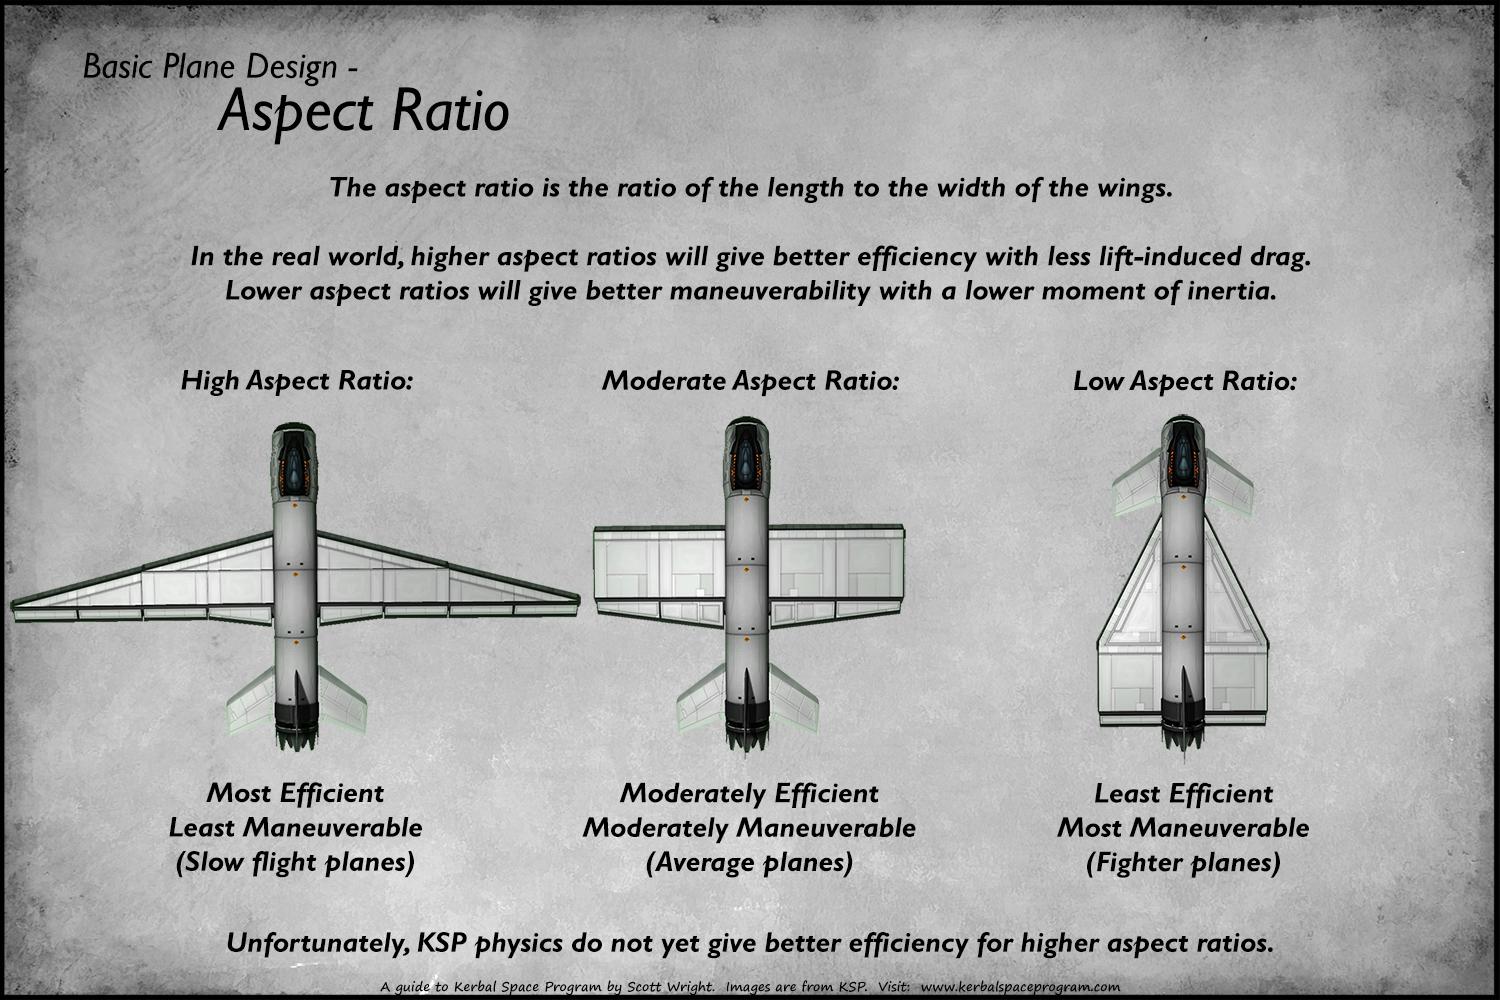 Basic Plane Design -
Aspect Ratio
The aspect ratio is the ratio of the length to the width of the wings.
In the real world, higher aspect ratios will give better efficiency with less lift-induced drag.
Lower aspect ratios will give better maneuverability with a lower moment of inertia.
High Aspect Ratio:
Most Efficient
Least Maneuverable
(Slow flight planes)
Moderate Aspect Ratio:
Moderately Efficient
Moderately Maneuverable
(Average planes)
Low Aspect Ratio:
Least Efficient
Most Maneuverable
(Fighter planes)
Unfortunately, KSP physics do not yet give better efficiency for higher aspect ratios.
A guide to Kerbal Space Program by Scott Wright. Images are from KSP. Visit: www.kerbalspaceprogram.com